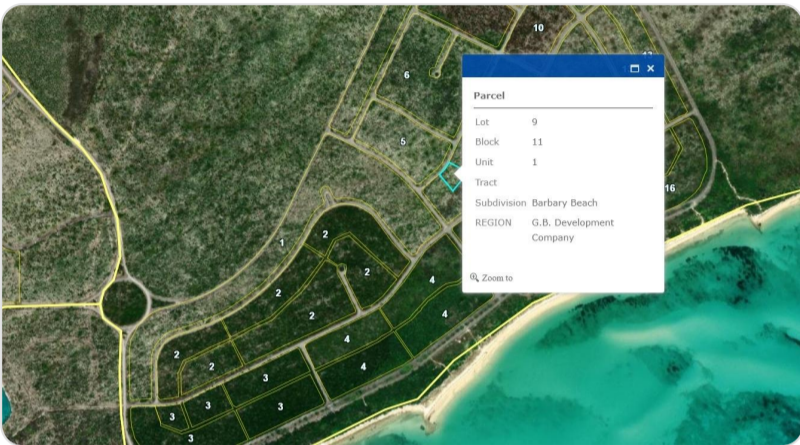 10
17
6
Parcel
Lot 9
Block 11
Unit 1
Tract
Subdivision Barbary Beach
REGION G.B. Development
Company
Zoom to
5
16
1
2
2
2
2
2
2
4
4
4
4
3
3
3
3
3